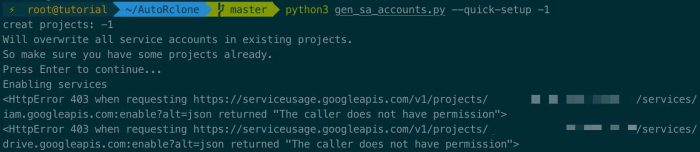 ⚡ root@tutorial ~/AutoRclone master python3 gen_sa_accounts.py --quick-setup -1
creat projects: -1
Will overwrite all service accounts in existing projects.
So make sure you have some projects already.
Press Enter to continue...
Enabling services
<HttpError 403 when requesting https://serviceusage.googleapis.com/v1/projects/ /services/
iam.googleapis.com:enable?alt=json returned "The caller does not have permission">
<HttpError 403 when requesting https://serviceusage.googleapis.com/v1/projects/ /services/
drive.googleapis.com:enable?alt=json returned "The caller does not have permission">